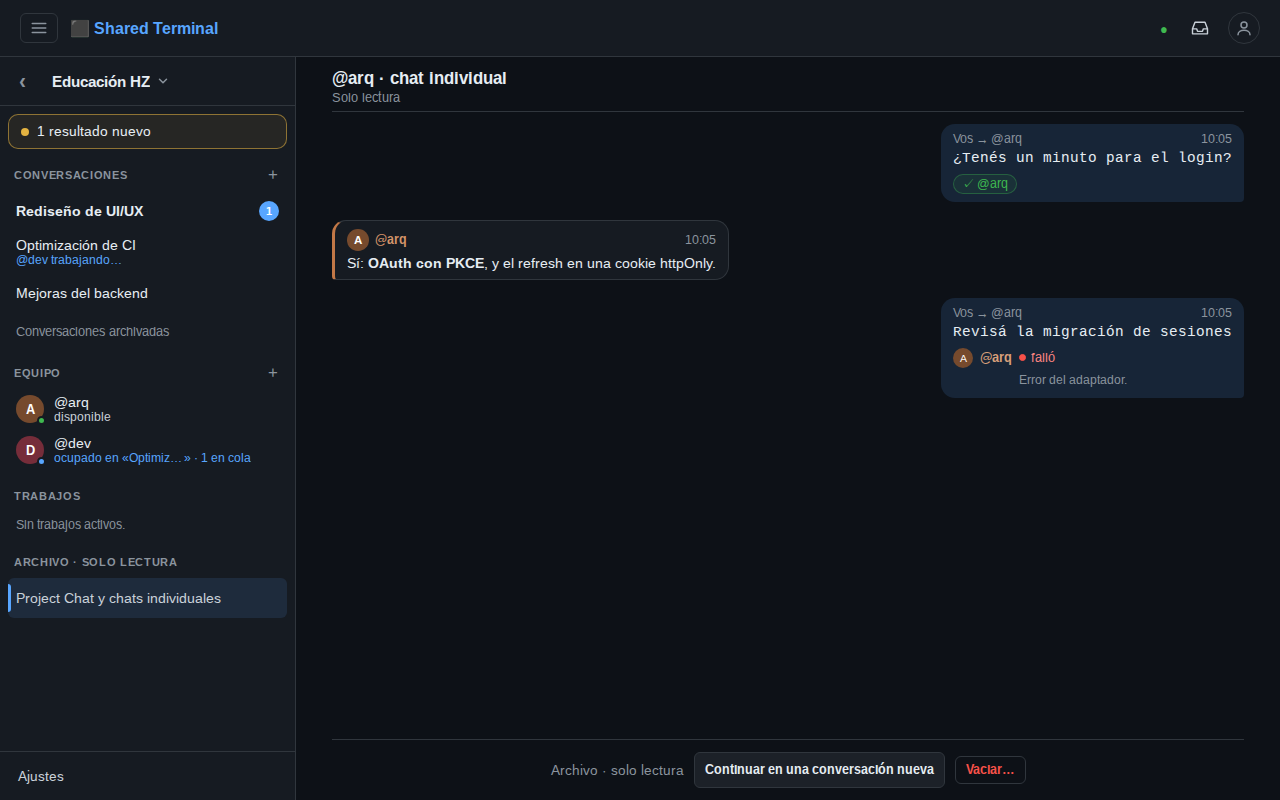 Shared Terminal
Educación HZ
1 resultado nuevo
CONVERSACIONES +
Rediseño de UI/UX 1
Optimización de CI
@dev trabajando…
Mejoras del backend
Conversaciones archivadas
EQUIPO +
A @arq
disponible
D @dev
ocupado en «Optimiz…» · 1 en cola
TRABAJOS
Sin trabajos activos.
ARCHIVO · SOLO LECTURA
Project Chat y chats individuales
Ajustes
@arq · chat individual
Solo lectura
Vos → @arq 10:05
¿Tenés un minuto para el login?
✓ @arq
A @arq 10:05
Sí: OAuth con PKCE, y el refresh en una cookie httpOnly.
Vos → @arq 10:05
Revisá la migración de sesiones
A @arq falló
Error del adaptador.
Archivo · solo lectura Continuar en una conversación nueva Vaciar…